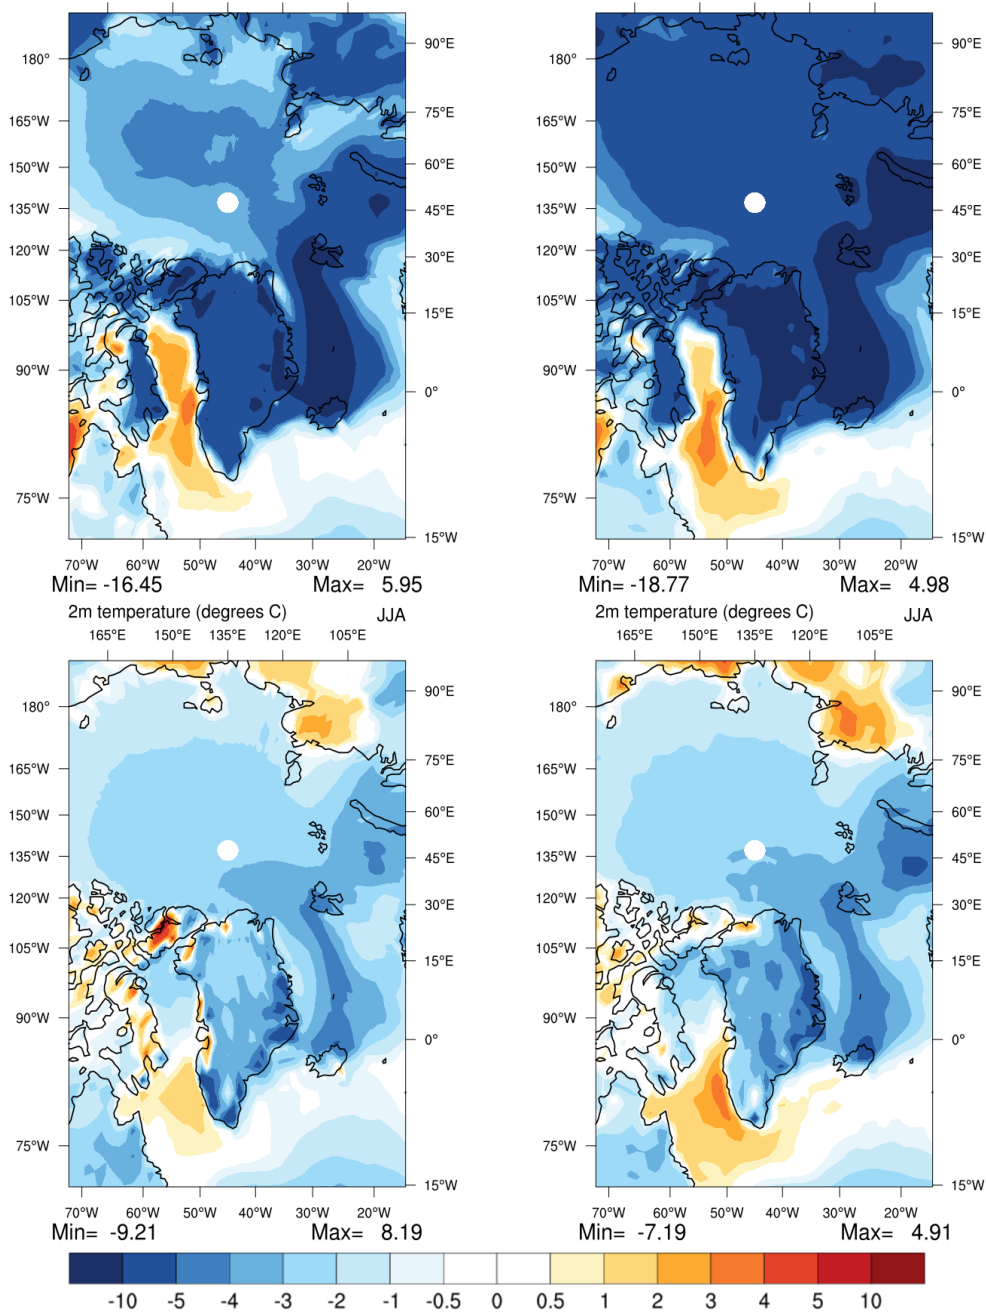 180°
165°W
150°W
135°W
120°W
105°W
90°W
75°W
90°E
75°E
60°E
45°E
30°E
15°E
0°
15°W
70°W 60°W 50°W 40°W 30°W 20°W
Min= -16.45 Max= 5.95
180°
165°W
150°W
135°W
120°W
105°W
90°W
75°W
90°E
75°E
60°E
45°E
30°E
15°E
0°
15°W
70°W 60°W 50°W 40°W 30°W 20°W
Min= -18.77 Max= 4.98
2m temperature (degrees C) JJA
165°E 150°E 135°E 120°E 105°E
180°
165°W
150°W
135°W
120°W
105°W
90°W
75°W
90°E
75°E
60°E
45°E
30°E
15°E
0°
15°W
70°W 60°W 50°W 40°W 30°W 20°W
Min= -9.21 Max= 8.19
2m temperature (degrees C) JJA
165°E 150°E 135°E 120°E 105°E
180°
165°W
150°W
135°W
120°W
105°W
90°W
75°W
90°E
75°E
60°E
45°E
30°E
15°E
0°
15°W
70°W 60°W 50°W 40°W 30°W 20°W
Min= -7.19 Max= 4.91
-10 -5 -4 -3 -2 -1 -0.5 0 0.5 1 2 3 4 5 10